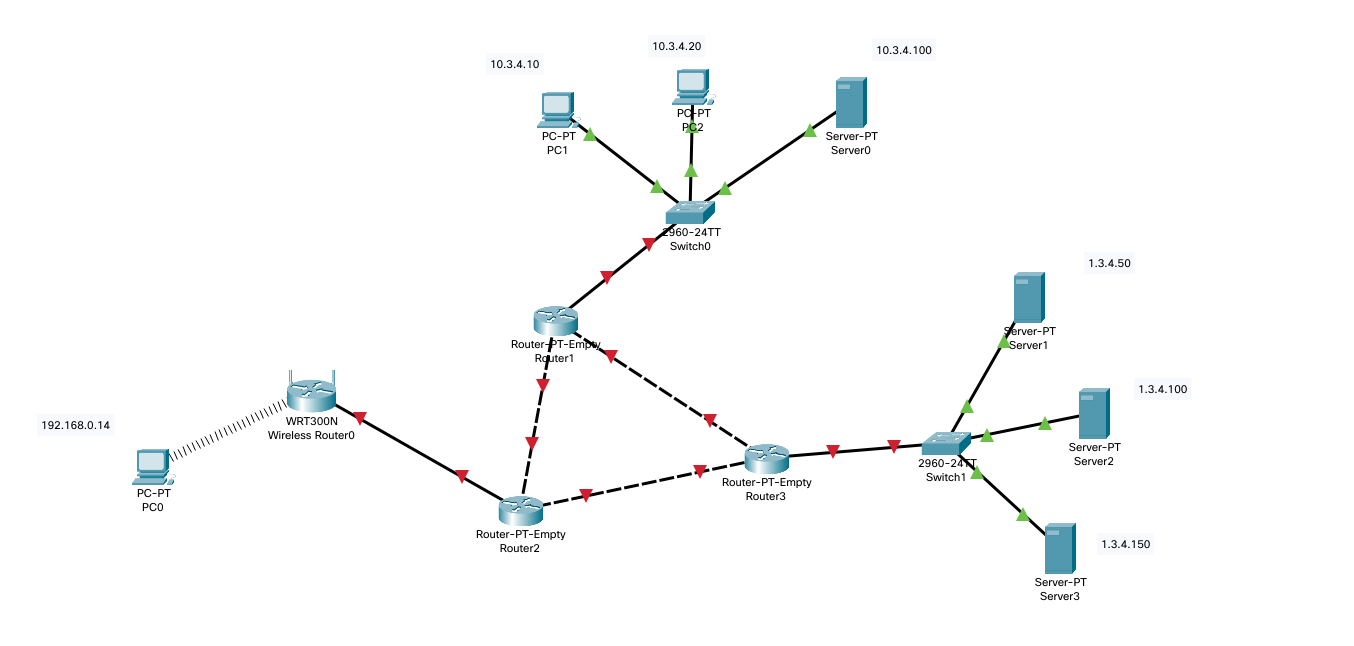 10.3.4.10
10.3.4.20
10.3.4.100
PC-PT
PC1
PC-PT
PC2
Server-PT
Server0
2960-24TT
Switch0
1.3.4.50
Server-PT
Server1
Router-PT-Empty
Router1
1.3.4.100
192.168.0.14
WRT300N
Wireless Router0
Server-PT
Server2
2960-24TT
Switch1
Router-PT-Empty
Router3
PC-PT
PC0
Router-PT-Empty
Router2
1.3.4.150
Server-PT
Server3